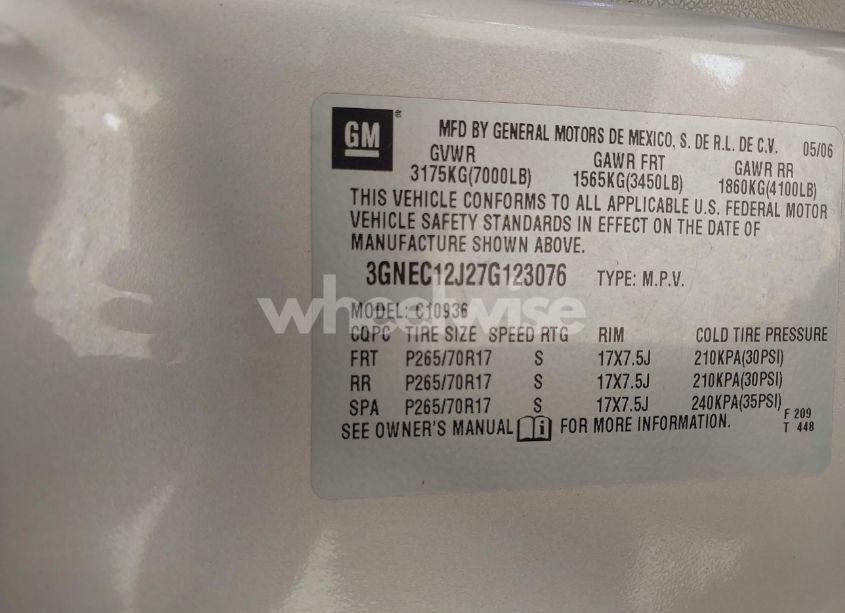 GM ®
MFD BY GENERAL MOTORS DE MEXICO, S. DE R.L. DE C.V. 05/06
GVWR GAWR FRT GAWR RR
3175KG(7000LB) 1565KG(3450LB) 1860KG(4100LB)
THIS VEHICLE CONFORMS TO ALL APPLICABLE U.S. FEDERAL MOTOR
VEHICLE SAFETY STANDARDS IN EFFECT ON THE DATE OF
MANUFACTURE SHOWN ABOVE.
3GNEC12J27G123076 TYPE: M.P.V.
wheelwise
MODEL: C10936
CQPC TIRE SIZE SPEED RTG RIM COLD TIRE PRESSURE
FRT P265/70R17 S 17X7.5J 210KPA(30PSI)
RR P265/70R17 S 17X7.5J 210KPA(30PSI)
SPA P265/70R17 S 17X7.5J 240KPA(35PSI)
F 209
SEE OWNER'S MANUAL i FOR MORE INFORMATION. T 448